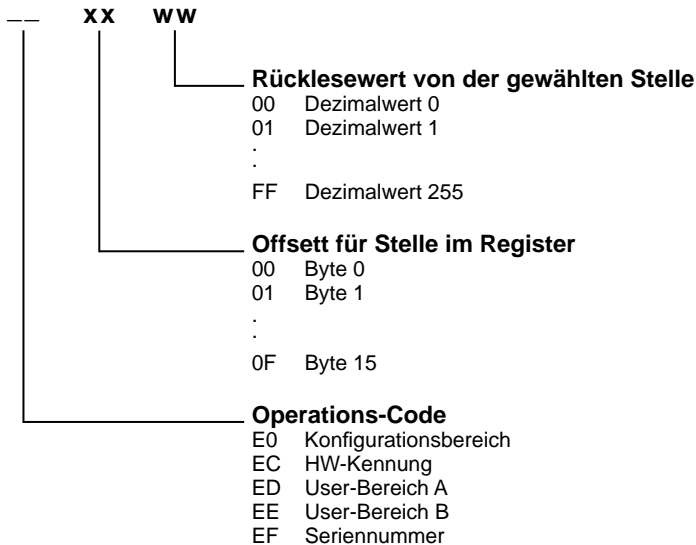 __ xx ww
Rücklesewert von der gewählten Stelle
00 Dezimalwert 0
01 Dezimalwert 1
.
.
FF Dezimalwert 255
Offsett für Stelle im Register
00 Byte 0
01 Byte 1
.
.
0F Byte 15
Operations-Code
E0 Konfigurationsbereich
EC HW-Kennung
ED User-Bereich A
EE User-Bereich B
EF Seriennummer